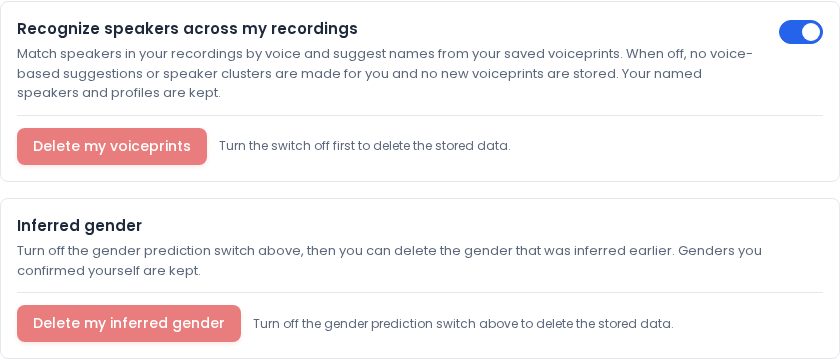 Recognize speakers across my recordings
Match speakers in your recordings by voice and suggest names from your saved voiceprints. When off, no voice-
based suggestions or speaker clusters are made for you and no new voiceprints are stored. Your named
speakers and profiles are kept.
Delete my voiceprints
Turn the switch off first to delete the stored data.
Inferred gender
Turn off the gender prediction switch above, then you can delete the gender that was inferred earlier. Genders you
confirmed yourself are kept.
Delete my inferred gender
Turn off the gender prediction switch above to delete the stored data.